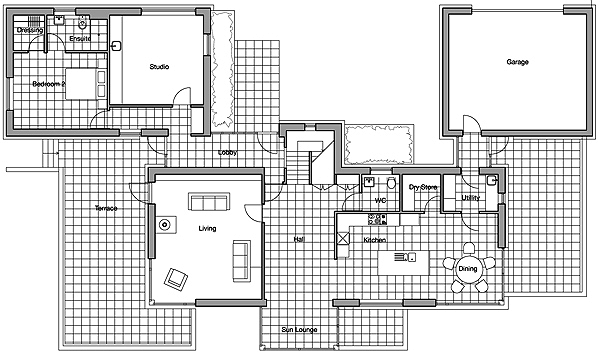 Dressing
Ensuite
Bedroom 2
Studio
Garage
Lobby
Terrace
Living
Hall
WC
Dry Store
Utility
Kitchen
Dining
Sun Lounge